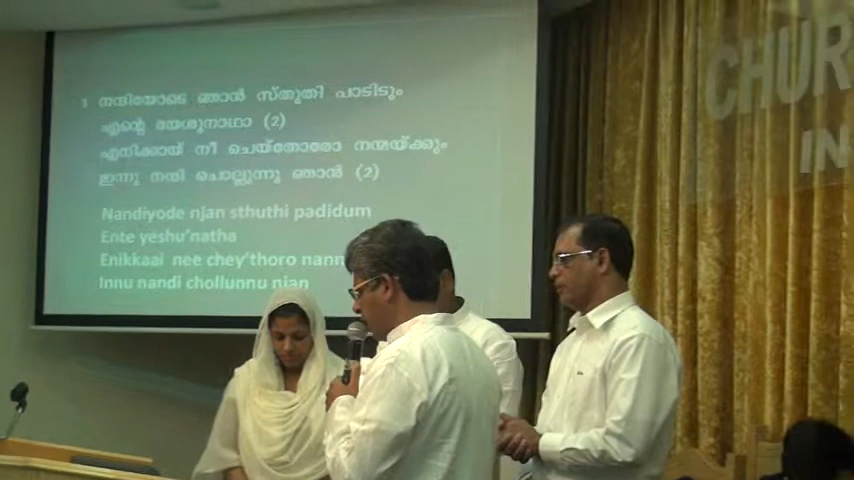 1 നന്ദിയോടെ ഞാൻ സ്തുതി പാടിടും
എന്റെ യേശുനാഥാ (2)
എനിക്കായ് നീ ചെയ്തോരോ നന്മയ്ക്കും
ഇന്നു നന്ദി ചൊല്ലുന്നു ഞാൻ (2)
Nandiyode njan sthuthi padidum
Ente yeshu'natha
Enikkaai nee chey'thoro nann
Innu nandi chollunnu njan
CHUR
IN